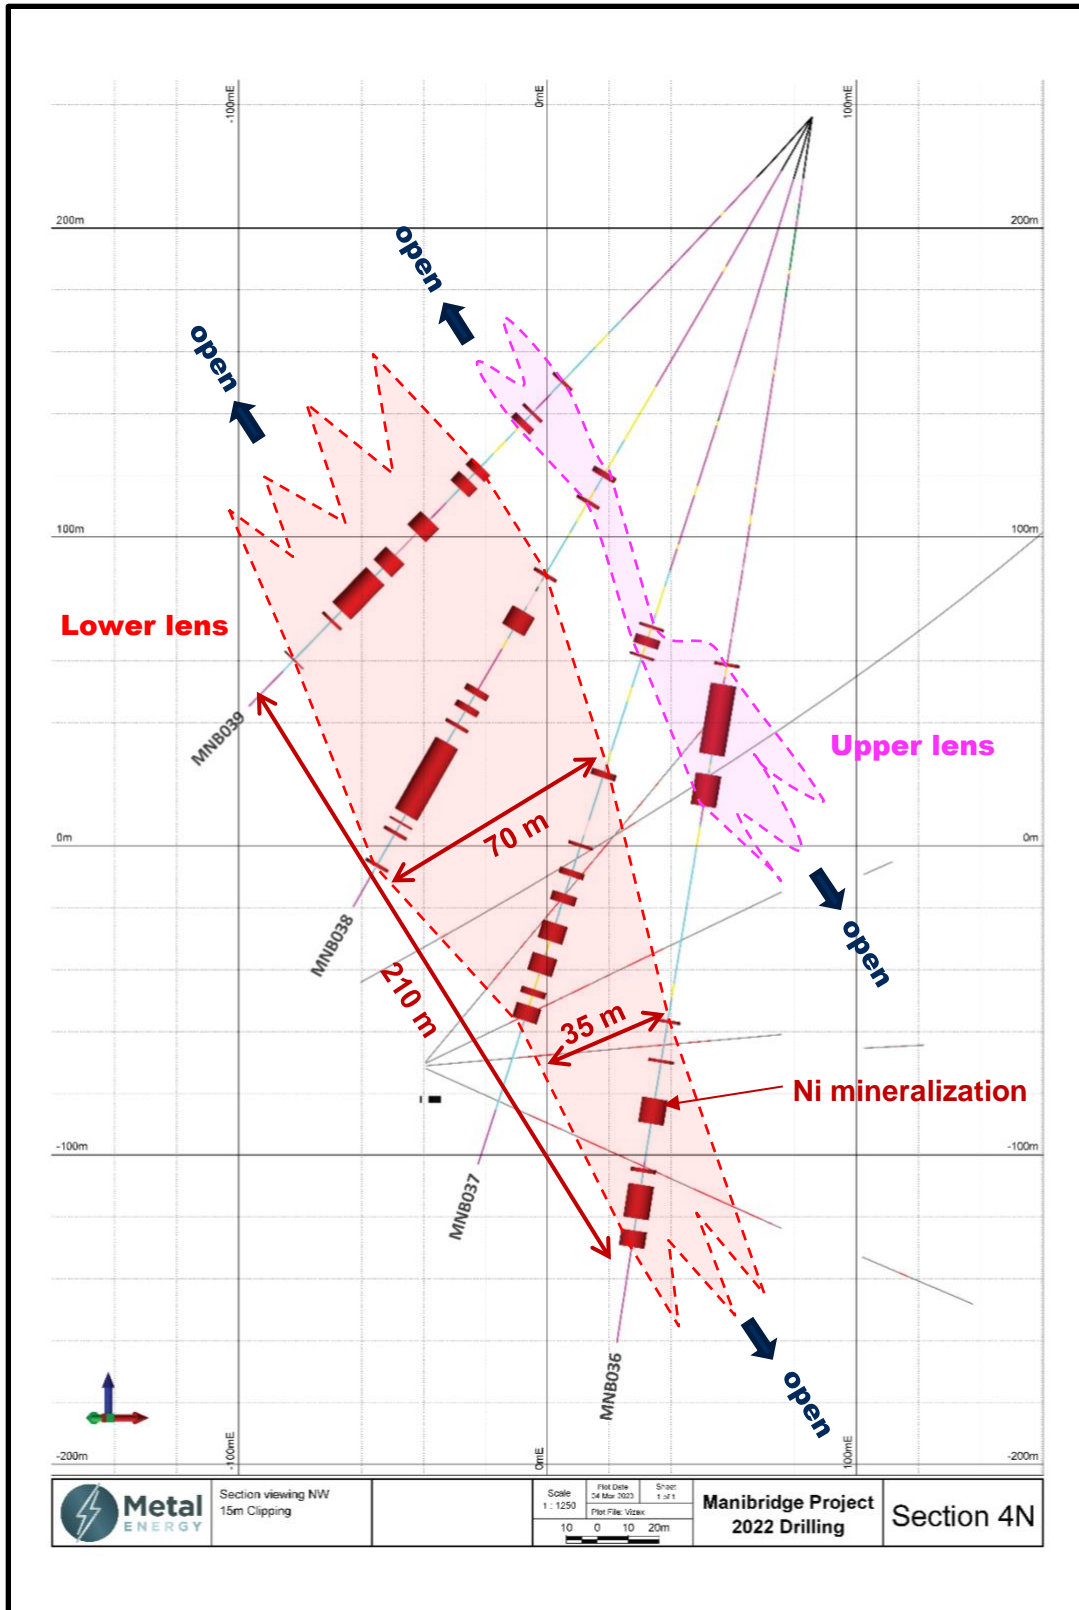 -100mE
0mE
100mE
200m
200m
open
open
100m
100m
Lower lens
MNB039
Upper lens
70 m
0m
0m
MNB038
open
210 m
35 m
Ni mineralization
-100m
-100m
MNB037
MNB036
open
-200m
-100mE
0mE
100mE
-200m
Metal
ENERGY
Section viewing NW
15m Clipping
Scale
1 : 1250
Plot Date
24 Mar 2023
Sheet
1 of 1
Plot File: Vizex
10 0 10 20m
Manibridge Project
2022 Drilling
Section 4N